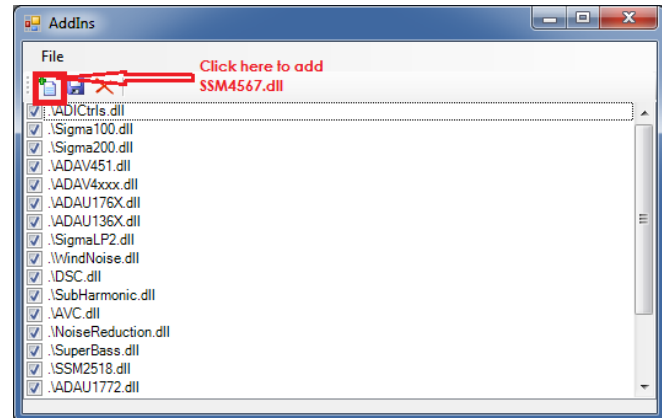 AddIns
File
Click here to add
SSM4567.dll
.\ADICtrls.dll
.\Sigma100.dll
.\Sigma200.dll
.\ADAV451.dll
.\ADAV4xxx.dll
.\ADAU176X.dll
.\ADAU136X.dll
.\SigmaLP2.dll
.\WindNoise.dll
.\DSC.dll
.\SubHarmonic.dll
.\AVC.dll
.\NoiseReduction.dll
.\SuperBass.dll
.\SSM2518.dll
.\ADAU1772.dll